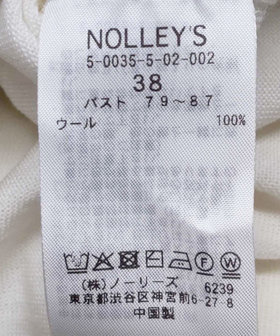 NOLLEY'S
5-0035-5-02-002
38
バスト 79～87
ウール 100%
(株)ノーリーズ 6239
東京都渋谷区神宮前6-27-8
中国製